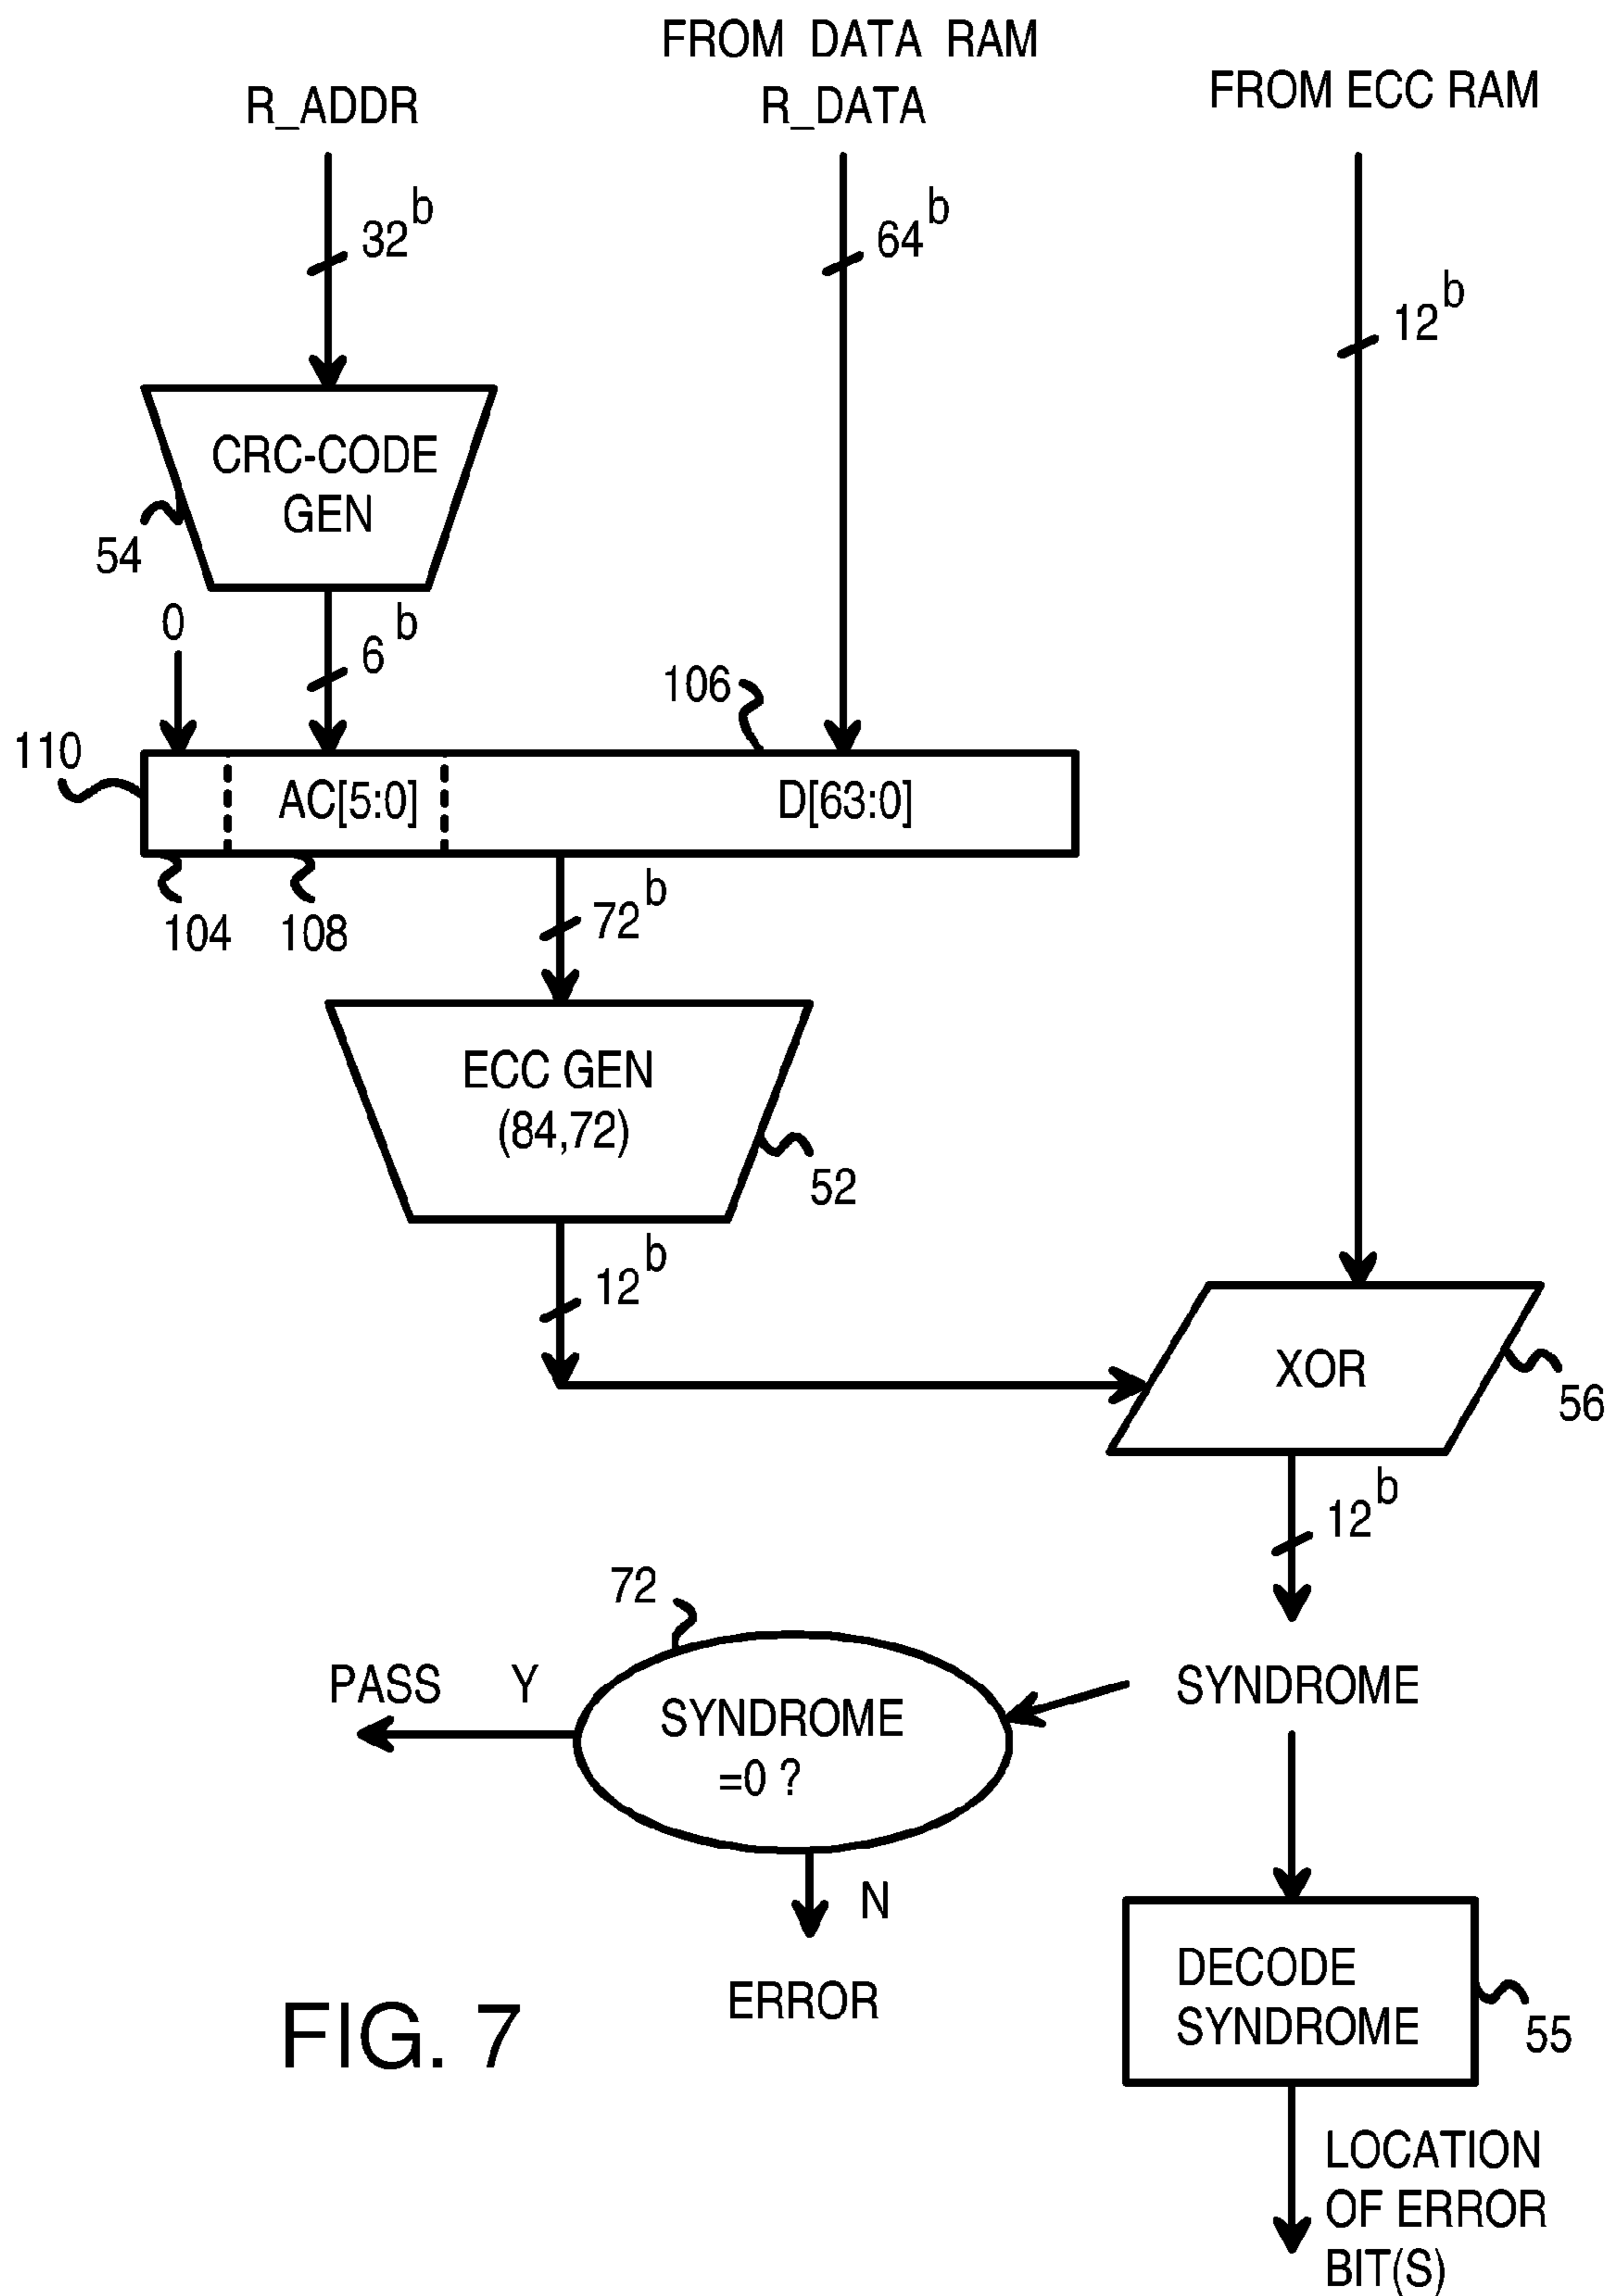 FROM DATA RAM
R_ADDR
R_DATA
FROM ECC RAM
32b
64b
12b
CRC-CODE
GEN
54
0
6b
106
110
AC[5:0]
D[63:0]
104
108
72b
ECC GEN
(84,72)
52
12b
XOR
56
12b
72
PASS
Y
SYNDROME
=0 ?
SYNDROME
N
ERROR
DECODE
SYNDROME
55
FIG. 7
LOCATION
OF ERROR
BIT(S)